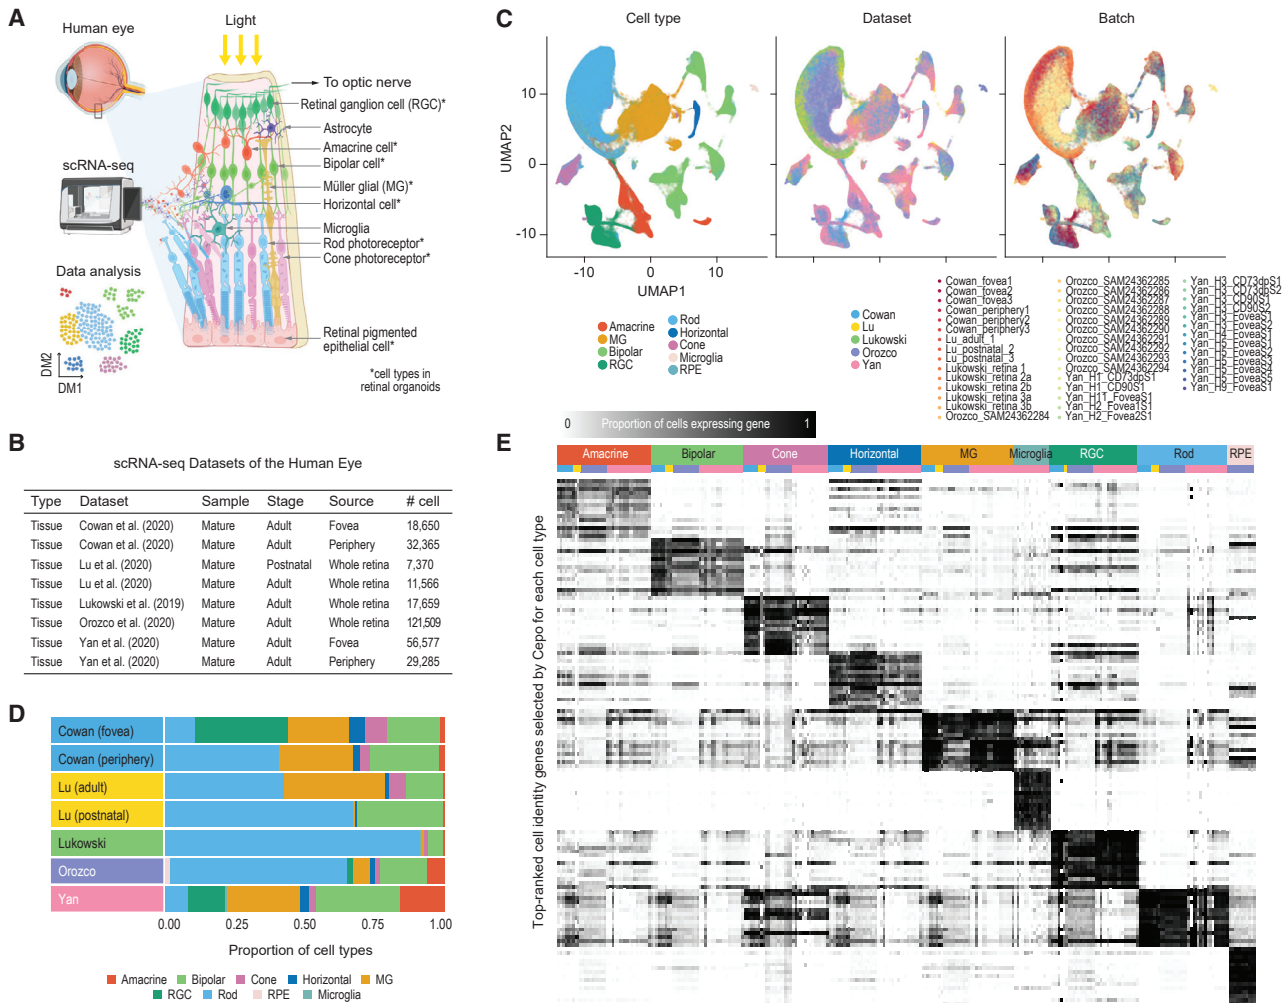 A
Human eye
Light
To optic nerve
Retinal ganglion cell (RGC)*
Astrocyte
Amacrine cell*
Bipolar cell*
Müller glial (MG)*
Horizontal cell*
Microglia
Rod photoreceptor*
Cone photoreceptor*
Retinal pigmented
epithelial cell*
*cell types in
retinal organoids
scRNA-seq
Data analysis
DM2
DM1
B
scRNA-seq Datasets of the Human Eye
Type Dataset Sample Stage Source # cell
Tissue Cowan et al. (2020) Mature Adult Fovea 18,650
Tissue Cowan et al. (2020) Mature Adult Periphery 32,365
Tissue Lu et al. (2020) Mature Postnatal Whole retina 7,370
Tissue Lu et al. (2020) Mature Adult Whole retina 11,566
Tissue Lukowski et al. (2019) Mature Adult Whole retina 17,659
Tissue Orozco et al. (2020) Mature Adult Whole retina 121,509
Tissue Yan et al. (2020) Mature Adult Fovea 56,577
Tissue Yan et al. (2020) Mature Adult Periphery 29,285
D
Cowan (fovea)
Cowan (periphery)
Lu (adult)
Lu (postnatal)
Lukowski
Orozco
Yan
0.00 0.25 0.50 0.75 1.00
Proportion of cell types
Amacrine Bipolar Cone Horizontal MG
RGC Rod RPE Microglia
C
Cell type Dataset Batch
UMAP2
10
0
-10
-10 0 10
UMAP1
Amacrine
MG
Bipolar
RGC
Rod
Horizontal
Cone
Microglia
RPE
Cowan
Lu
Lukowski
Orozco
Yan
Cowan_fovea1
Cowan_fovea2
Cowan_fovea3
Cowan_periphery1
Cowan_periphery2
Cowan_periphery3
Lu_adult_1
Lu_postnatal_2
Lu_postnatal_3
Lukowski_retina 1
Lukowski_retina 2a
Lukowski_retina 2b
Lukowski_retina 3a
Lukowski_retina 3b
Orozco_SAM24362284
Orozco_SAM24362285
Orozco_SAM24362286
Orozco_SAM24362287
Orozco_SAM24362288
Orozco_SAM24362289
Orozco_SAM24362290
Orozco_SAM24362291
Orozco_SAM24362292
Orozco_SAM24362293
Orozco_SAM24362294
Yan_H1_CD73dpS1
Yan_H1_CD90S1
Yan_H11_FoveaS1
Yan_H2_Fovea1S1
Yan_H2_Fovea2S1
Yan_H3_CD73dpS1
Yan_H3_CD73dpS2
Yan_H3_CD90S1
Yan_H3_CD90S2
Yan_H3_FoveaS1
Yan_H3_FoveaS2
Yan_H4_FoveaS1
Yan_H5_FoveaS1
Yan_H5_FoveaS2
Yan_H5_FoveaS3
Yan_H5_FoveaS4
Yan_H5_FoveaS5
Yan_H9_FoveaS1
0 Proportion of cells expressing gene 1
E
Amacrine Bipolar Cone Horizontal MG Microglia RGC Rod RPE
Top-ranked cell identity genes selected by Cepo for each cell type